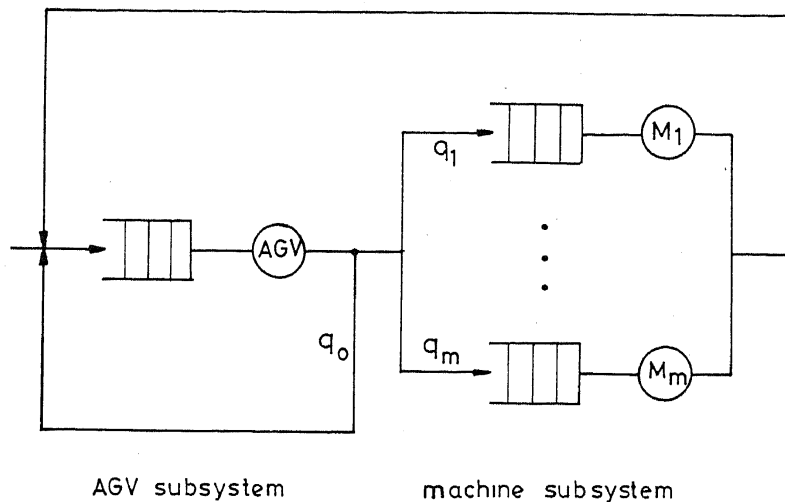 q₁
M₁
AGV
q₀
qₘ
Mₘ
AGV subsystem
machine subsystem